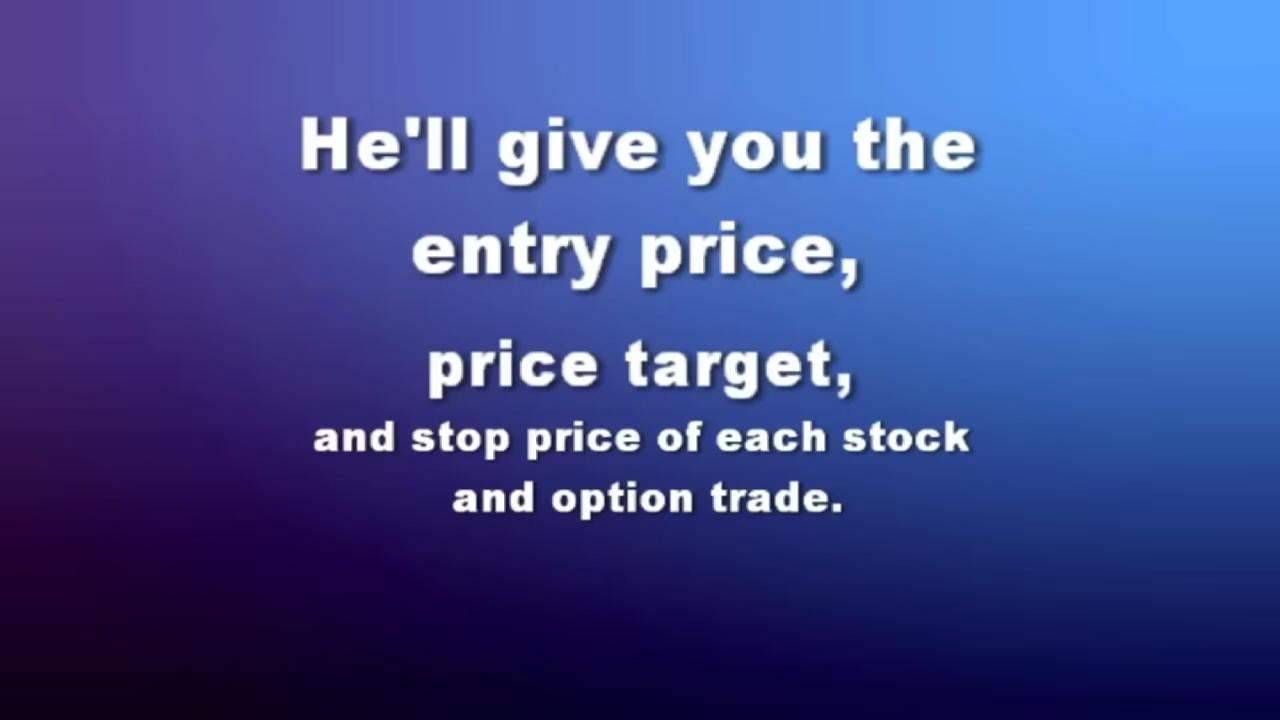 He'll give you the
entry price,
price target,
and stop price of each stock
and option trade.